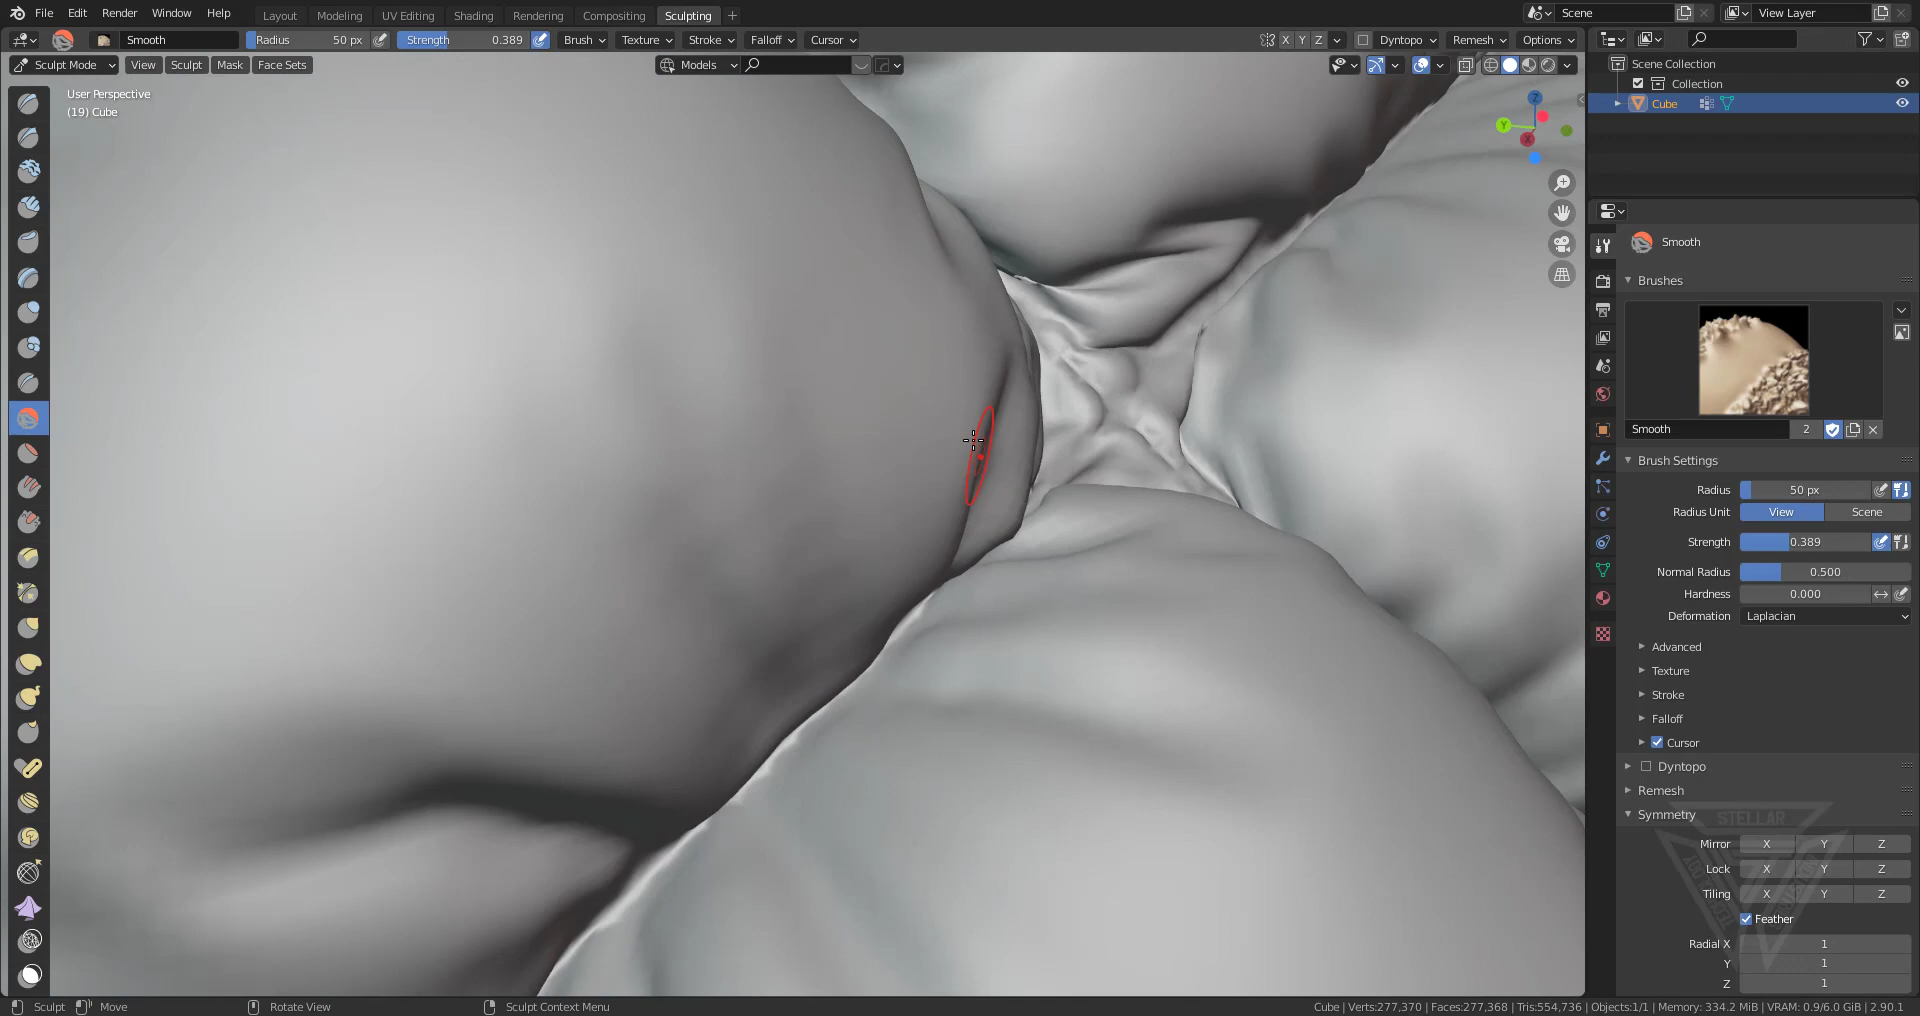 File Edit Render Window Help
Layout Modeling UV Editing Shading Rendering Compositing Sculpting +
Scene
View Layer
Smooth Radius 50 px Strength 0.389 Brush Texture Stroke Falloff Cursor
X Y Z Dyntopo Remesh Options
Sculpt Mode View Sculpt Mask Face Sets
Models
User Perspective
(19) Cube
Z
Y
X
Scene Collection
Collection
Cube
Smooth
Brushes
Smooth 2
Brush Settings
Radius 50 px
Radius Unit View Scene
Strength 0.389
Normal Radius 0.500
Hardness 0.000
Deformation Laplacian
Advanced
Texture
Stroke
Falloff
Cursor
Dyntopo
Remesh
Symmetry
STELLAR
Mirror X Y Z
Lock X Y Z
Tiling X Y Z
Feather
Radial X 1
Y 1
Z 1
Sculpt Move Rotate View Sculpt Context Menu
Cube | Verts:277,370 | Faces:277,368 | Tris:554,736 | Objects:1/1 | Memory: 334.2 MiB | VRAM: 0.9/6.0 GiB | 2.90.1